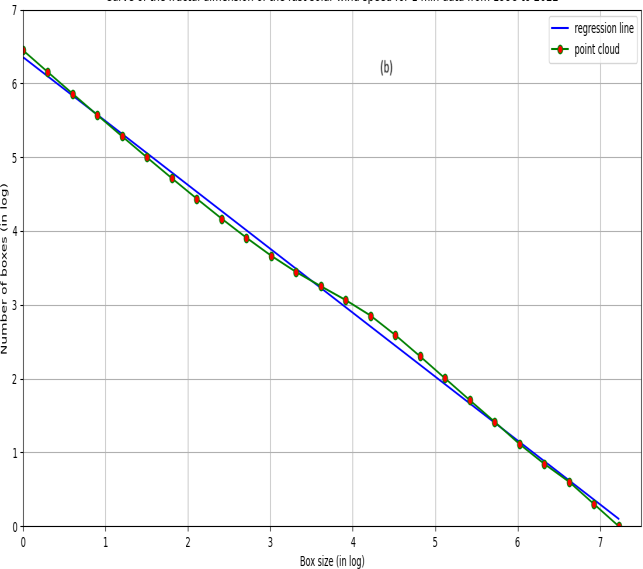 regression line
point cloud
(b)
Number of boxes (in log)
7
6
5
4
3
2
1
0
0 1 2 3 4 5 6 7
Box size (in log)